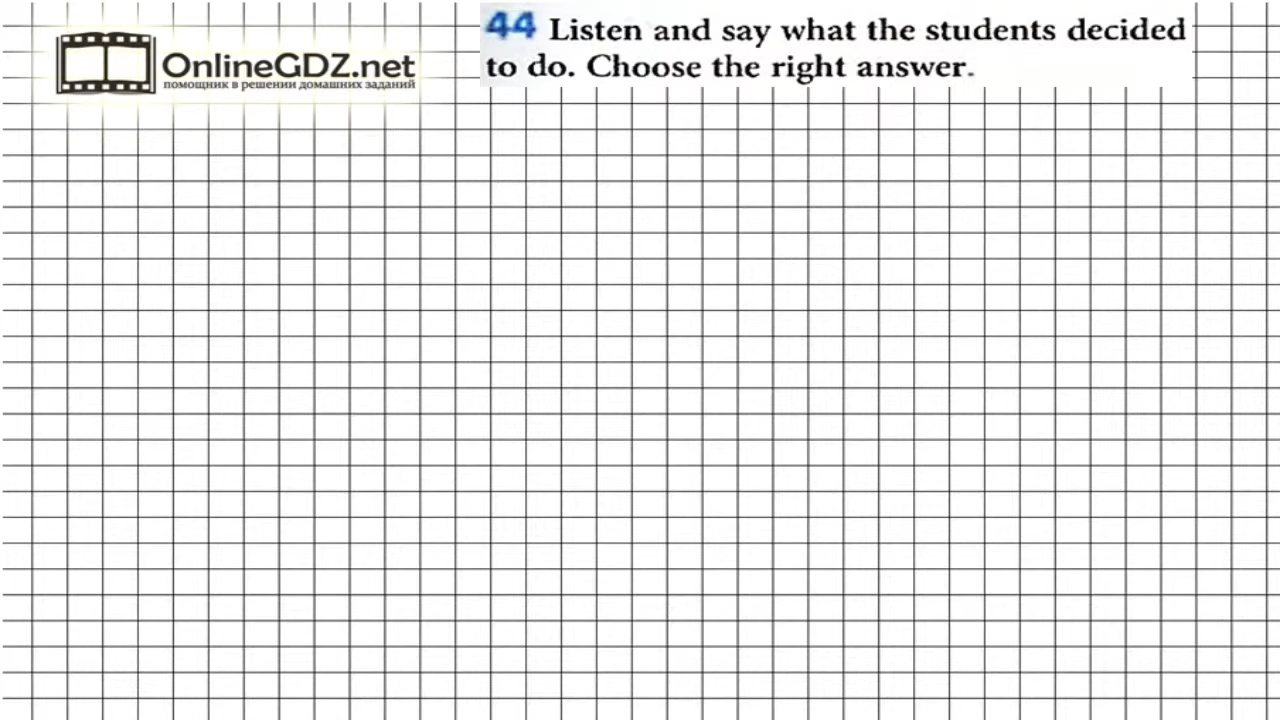 OnlineGDZ.net
помощник в решении домашних заданий
44 Listen and say what the students decided
to do. Choose the right answer.